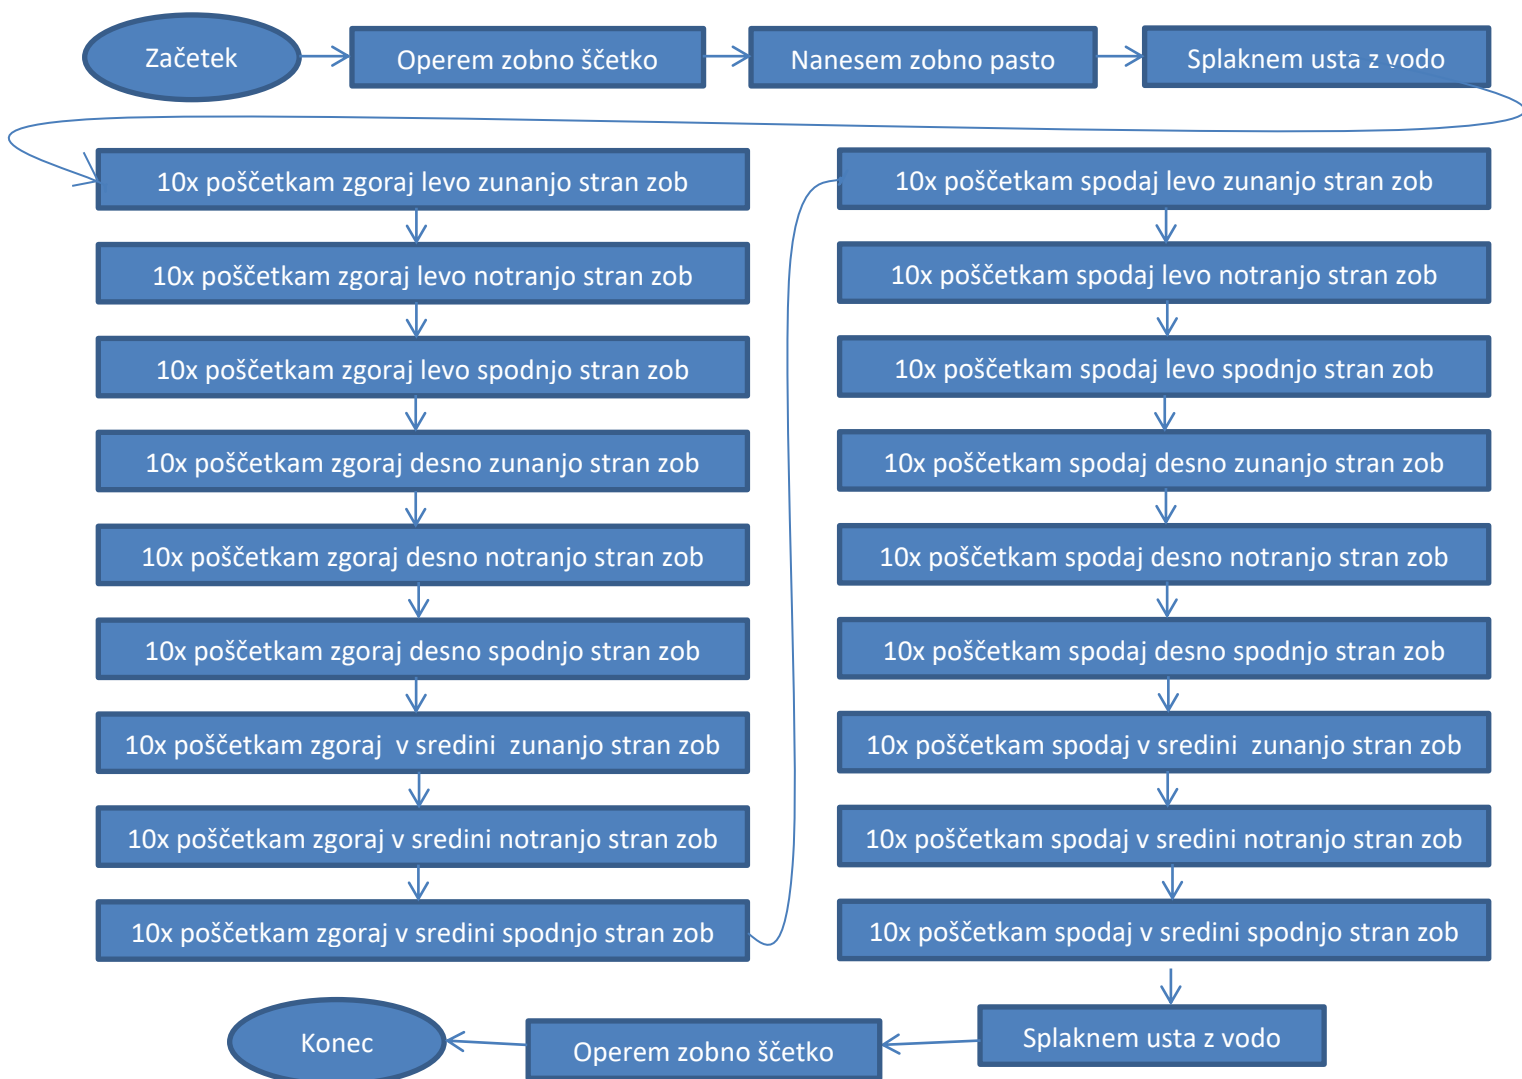 Začetek
Operem zobno ščetko
Nanesem zobno pasto
Splaknem usta z vodo
10x poščetkam zgoraj levo zunanjo stran zob
10x poščetkam zgoraj levo notranjo stran zob
10x poščetkam zgoraj levo spodnjo stran zob
10x poščetkam zgoraj desno zunanjo stran zob
10x poščetkam zgoraj desno notranjo stran zob
10x poščetkam zgoraj desno spodnjo stran zob
10x poščetkam zgoraj  v sredini  zunanjo stran zob
10x poščetkam zgoraj v sredini notranjo stran zob
10x poščetkam zgoraj v sredini spodnjo stran zob
10x poščetkam spodaj levo zunanjo stran zob
10x poščetkam spodaj levo notranjo stran zob
10x poščetkam spodaj levo spodnjo stran zob
10x poščetkam spodaj desno zunanjo stran zob
10x poščetkam spodaj desno notranjo stran zob
10x poščetkam spodaj desno spodnjo stran zob
10x poščetkam spodaj v sredini  zunanjo stran zob
10x poščetkam spodaj v sredini notranjo stran zob
10x poščetkam spodaj v sredini spodnjo stran zob
Splaknem usta z vodo
Operem zobno ščetko
Konec